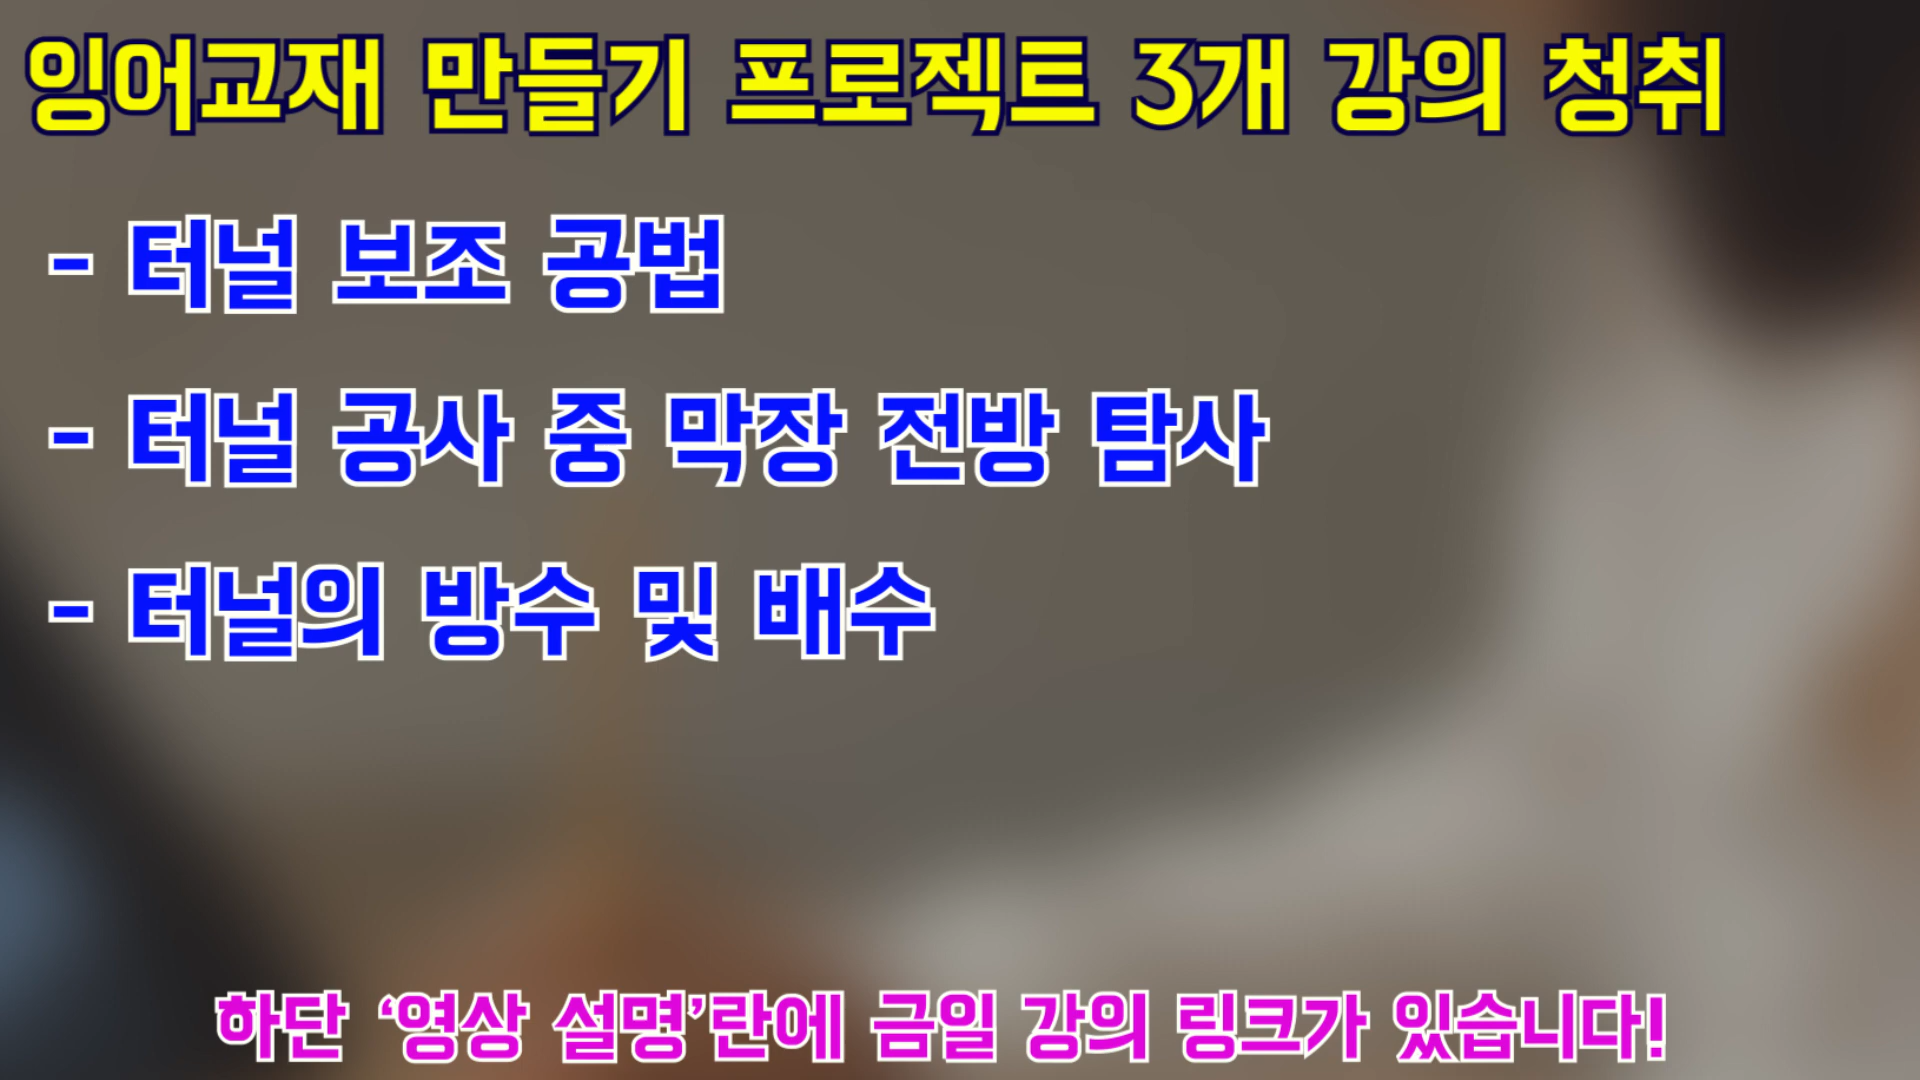 잉어교재 만들기 프로젝트 3개 강의 청취
- 터널 보조 공법
- 터널 공사 중 막장 전방 탐사
- 터널의 방수 및 배수
하단 ‘영상 설명’란에 금일 강의 링크가 있습니다!